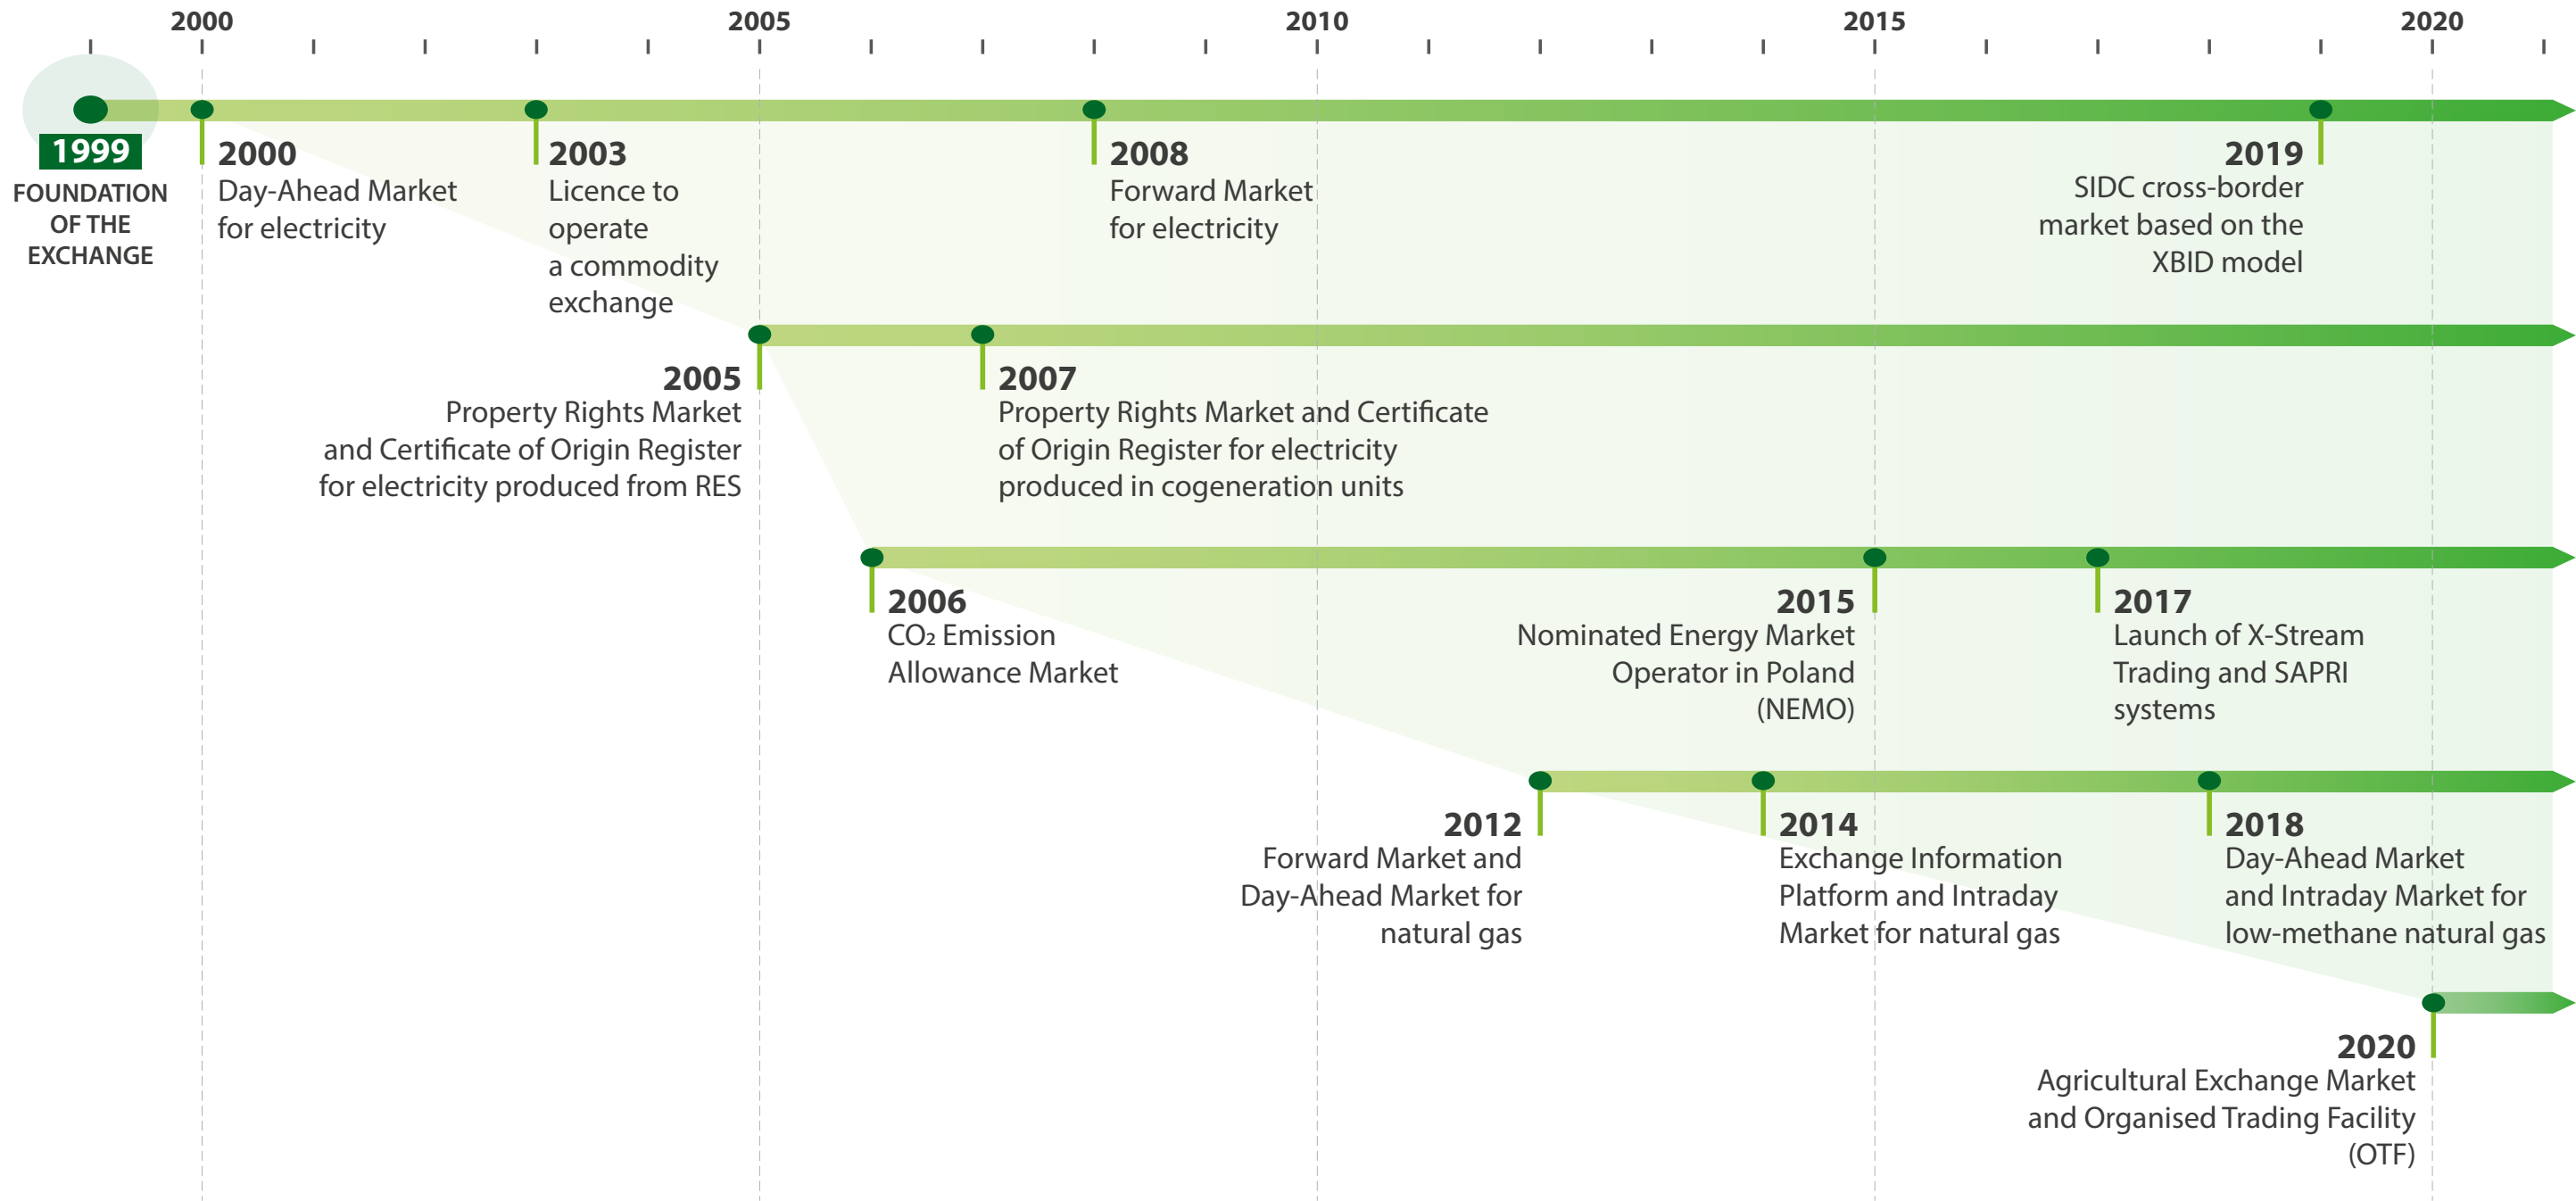 2000
2005
2010
2015
2020
1999
FOUNDATION
OF THE
EXCHANGE
2000
Day-Ahead Market
for electricity
2003
Licence to
operate
a commodity
exchange
2008
Forward Market
for electricity
2019
SIDC cross-border
market based on the
XBID model
2005
Property Rights Market
and Certificate of Origin Register
for electricity produced from RES
2007
Property Rights Market and Certificate
of Origin Register for electricity
produced in cogeneration units
2006
CO₂ Emission
Allowance Market
2015
Nominated Energy Market
Operator in Poland
(NEMO)
2017
Launch of X-Stream
Trading and SAPRI
systems
2012
Forward Market and
Day-Ahead Market for
natural gas
2014
Exchange Information
Platform and Intraday
Market for natural gas
2018
Day-Ahead Market
and Intraday Market for
low-methane natural gas
2020
Agricultural Exchange Market
and Organised Trading Facility
(OTF)